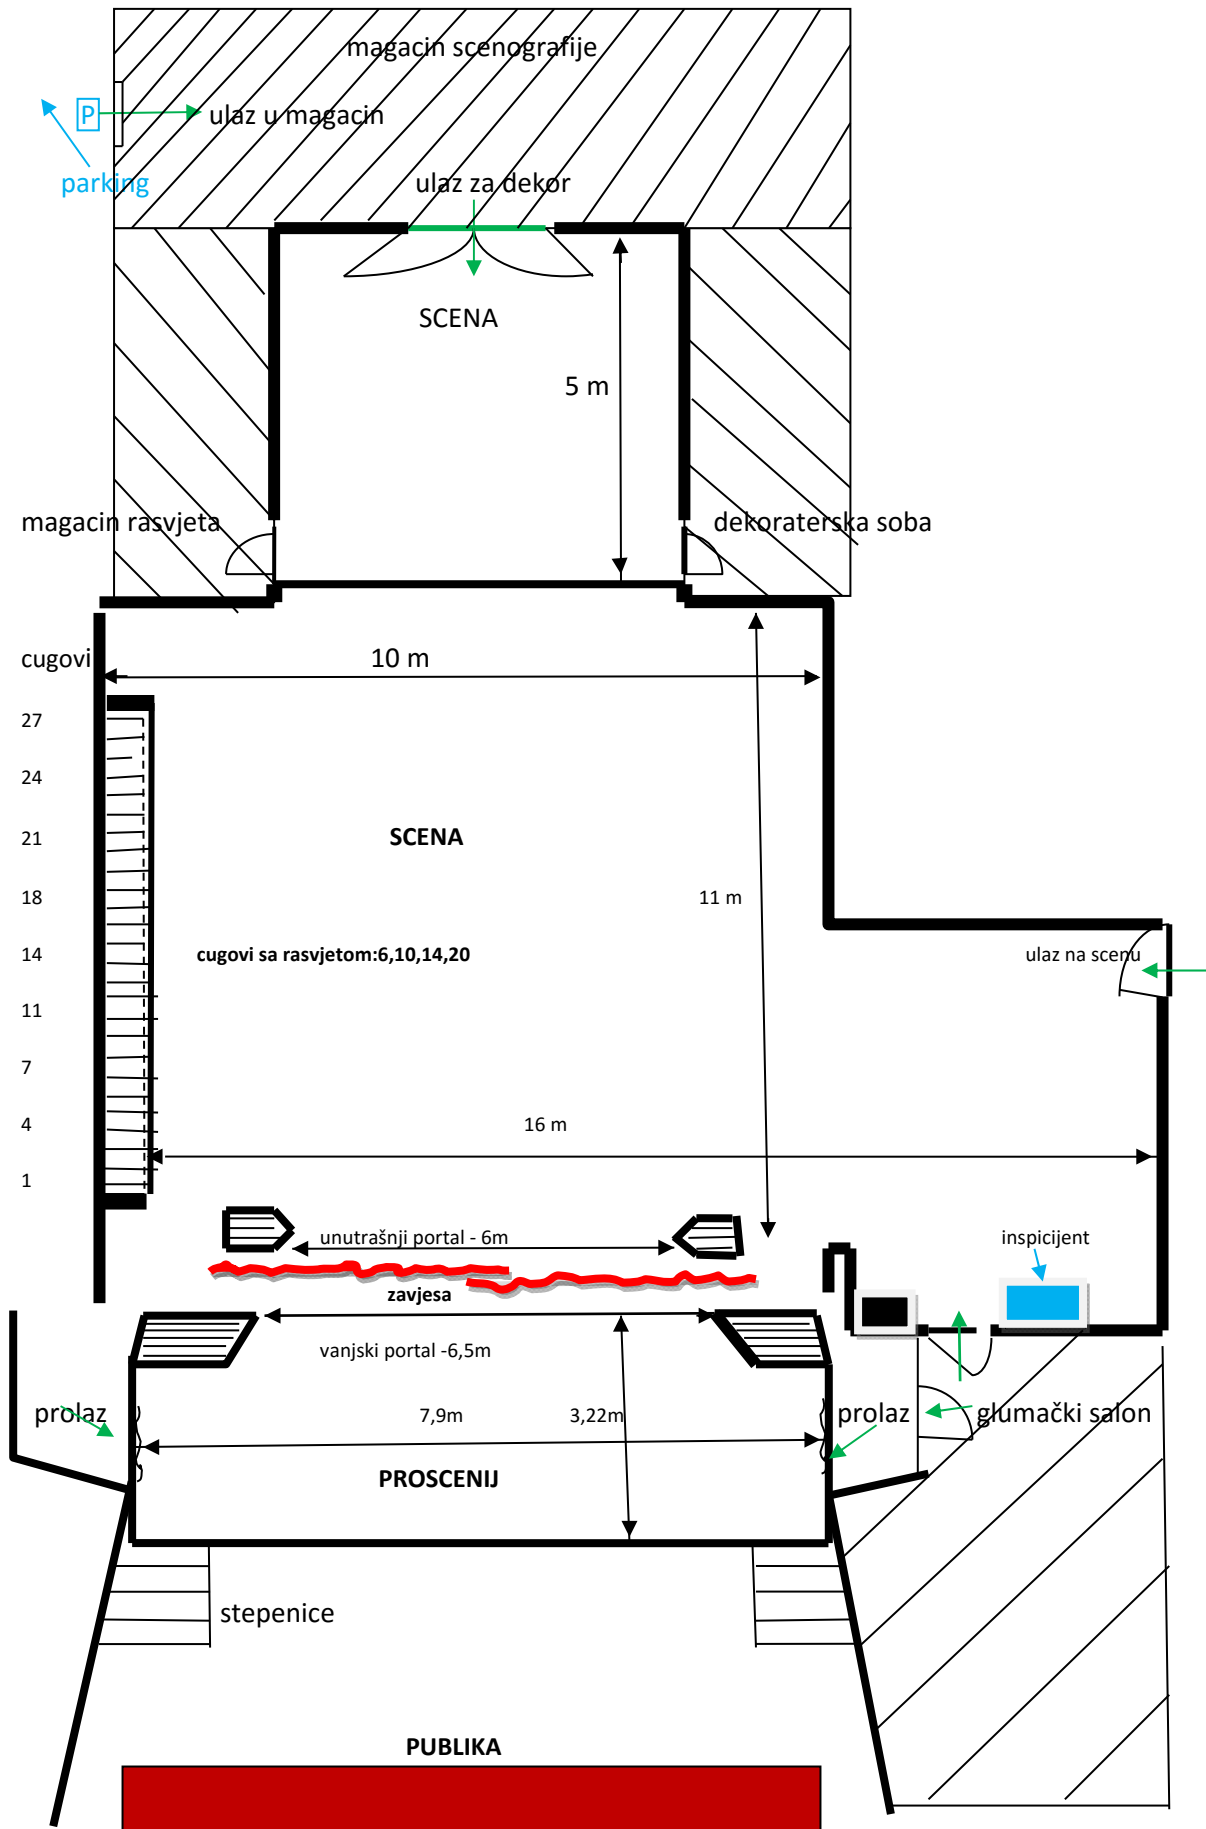 magacin scenografije
P
ulaz u magacin
parking
ulaz za dekor
SCENA
5 m
magacin rasvjeta
dekoraterska soba
cugovi
10 m
27
24
21
SCENA
18
11 m
14
cugovi sa rasvjetom:6,10,14,20
ulaz na scenu
11
7
4
16 m
1
unutrašnji portal - 6m
inspicijent
zavjesa
vanjski portal -6,5m
prolaz
7,9m
3,22m
prolaz
glumački salon
PROSCENIJ
stepenice
PUBLIKA